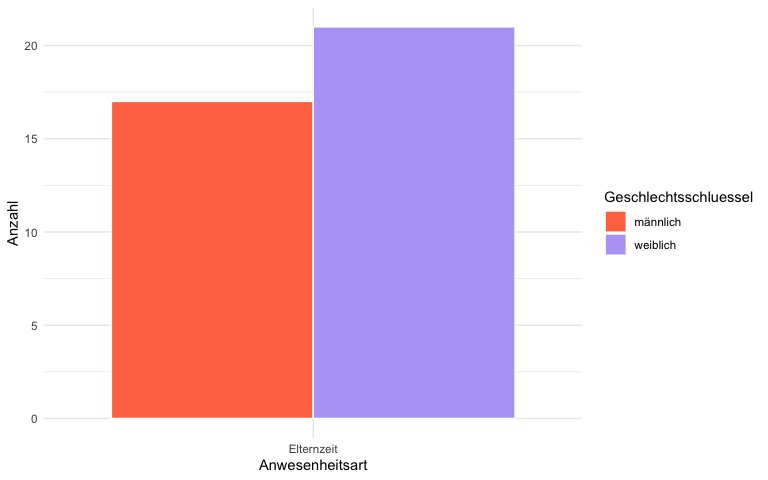 20
15
10
5
0
Anzahl
Elternzeit
Anwesenheitsart
Geschlechtsschluessel
männlich
weiblich